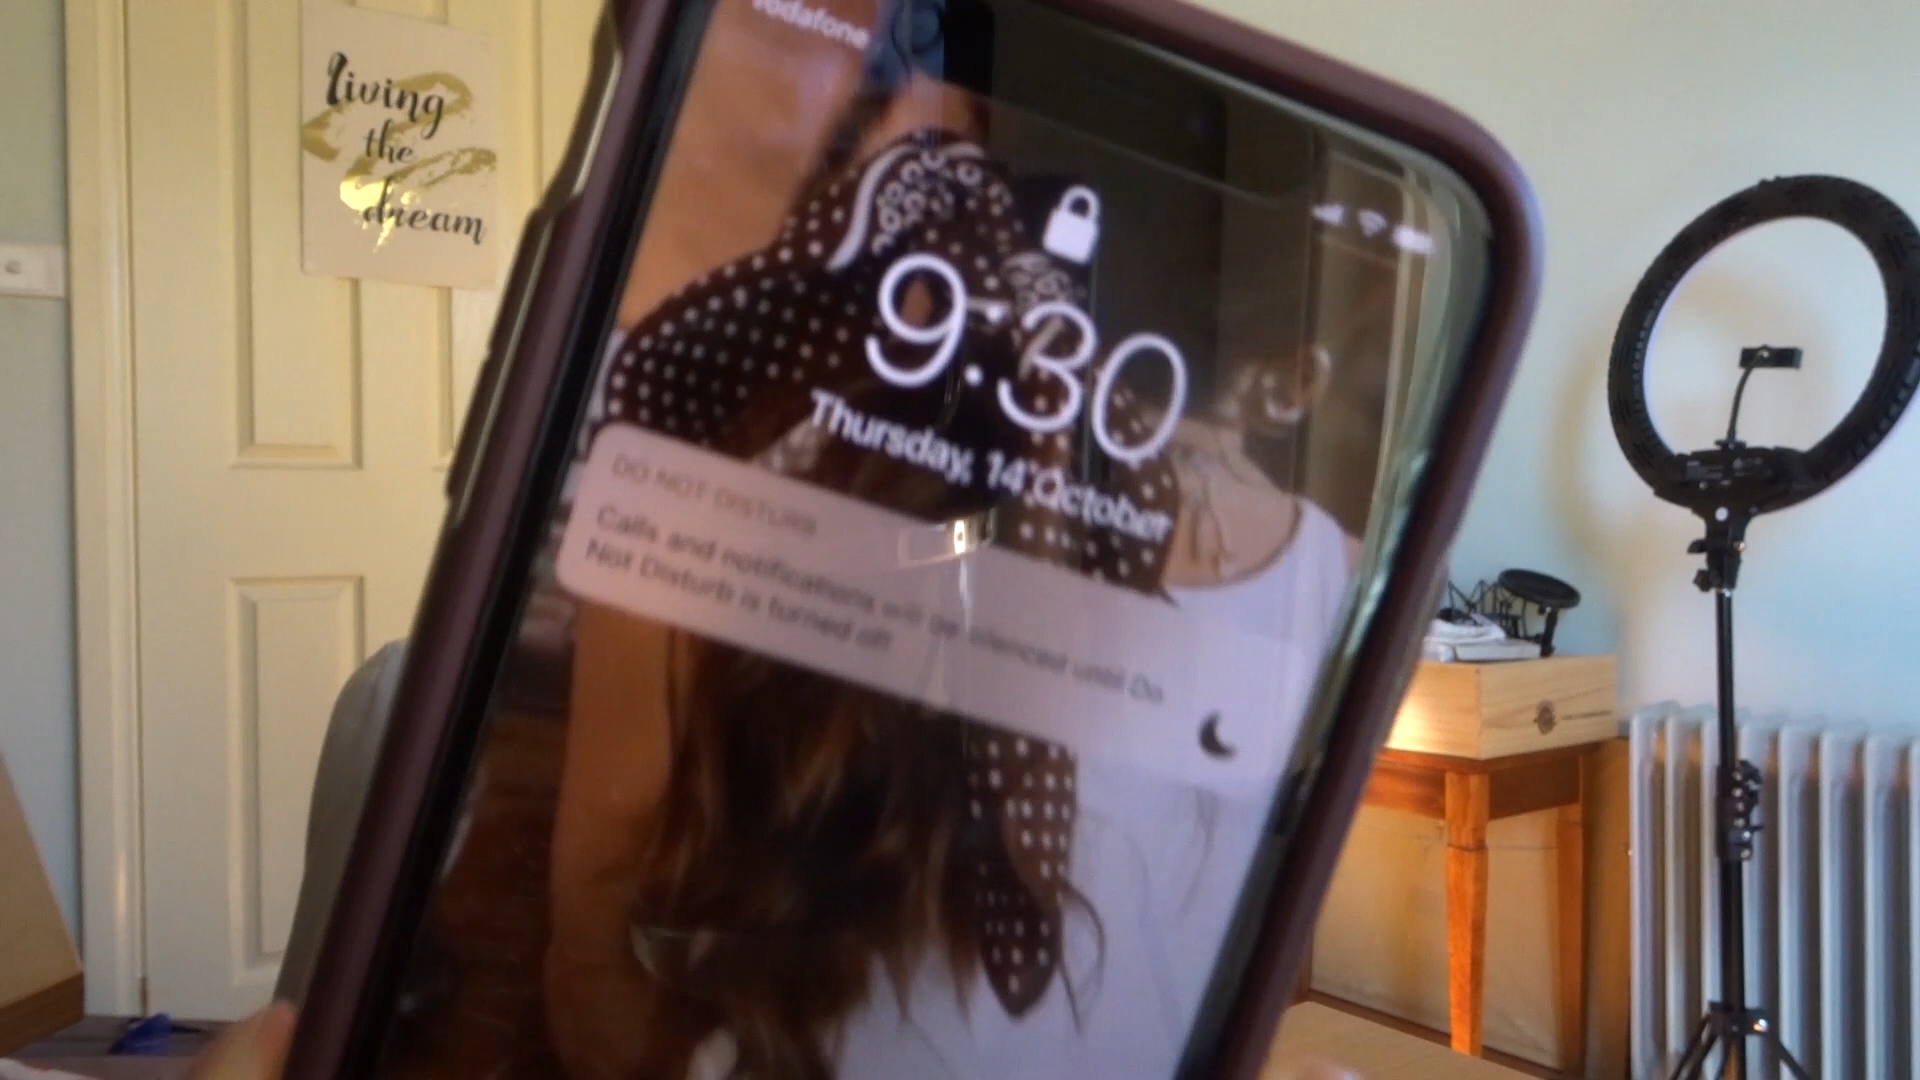 living
the
dream
vodafone
9:30
Thursday, 14 October
DO NOT DISTURB
Calls and notifications will be silenced until Do
Not Disturb is turned off